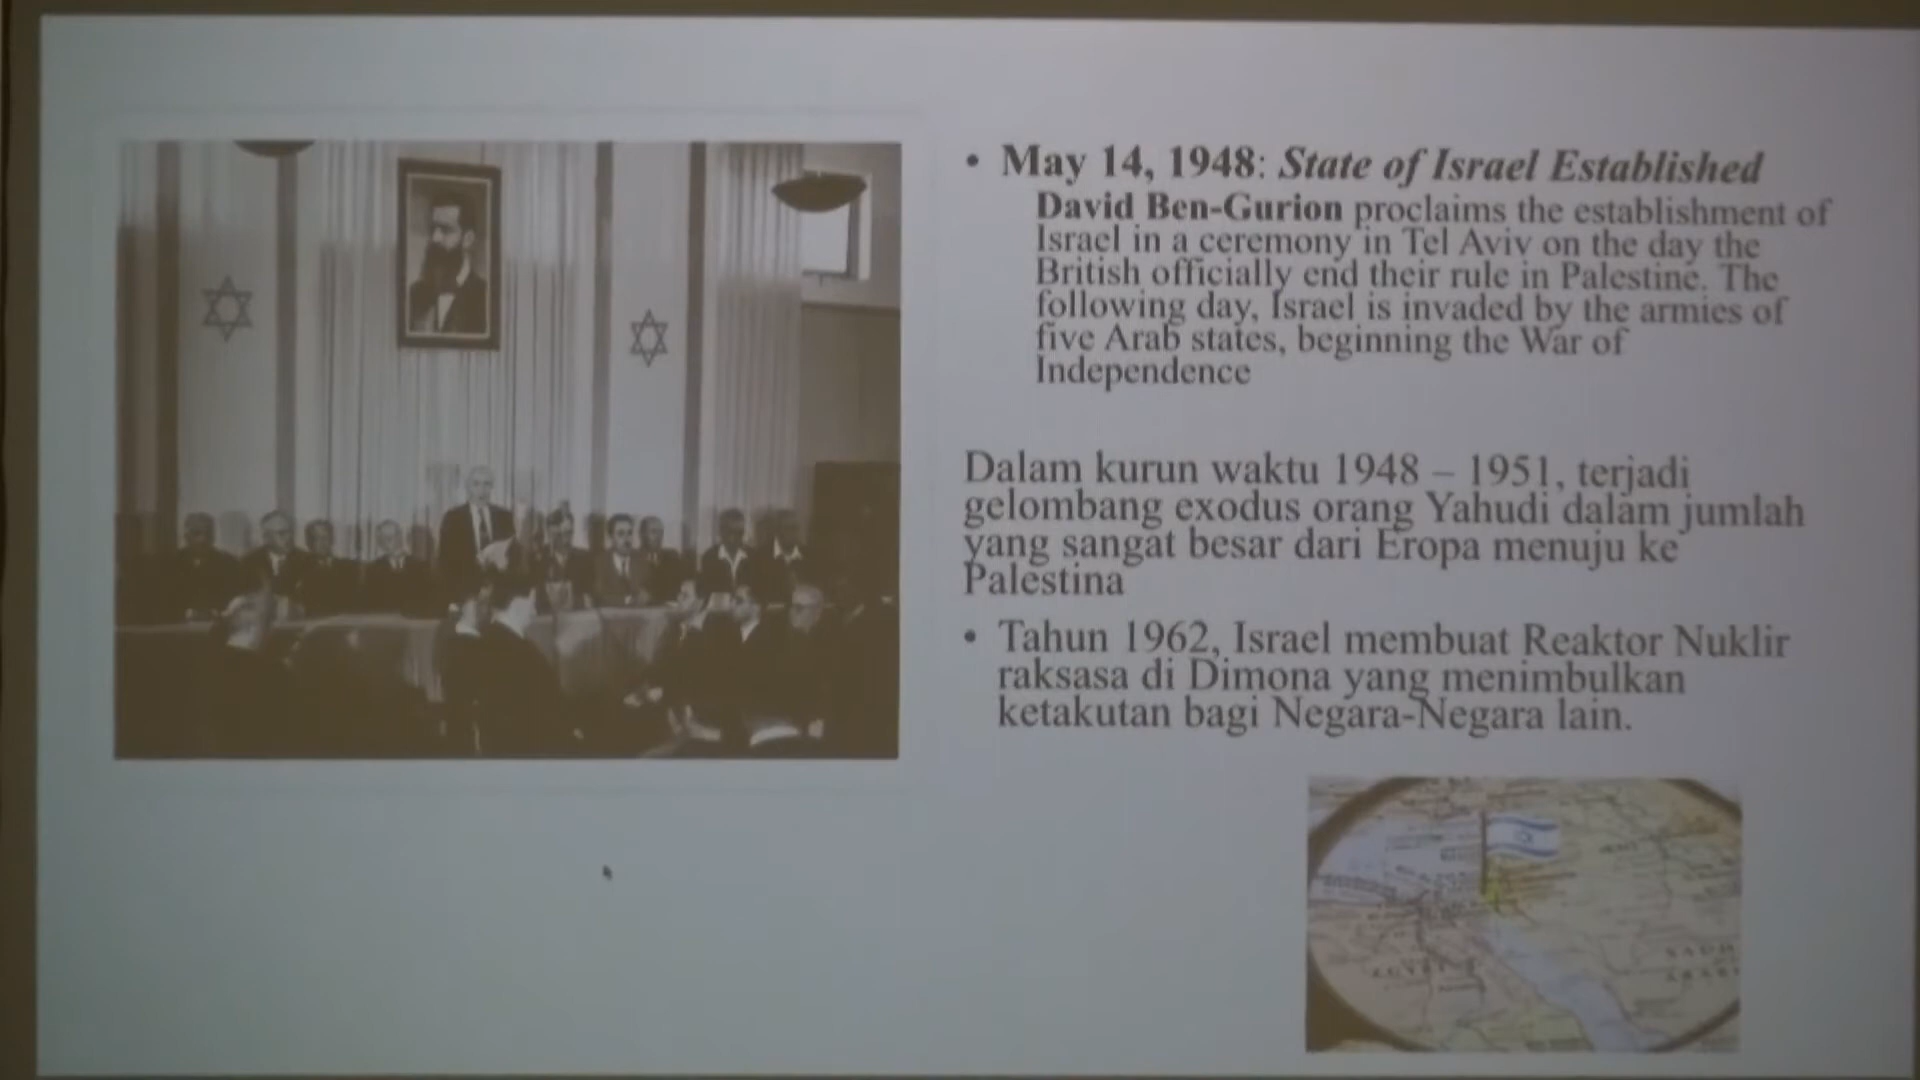 • May 14, 1948: State of Israel Established
David Ben-Gurion proclaims the establishment of
Israel in a ceremony in Tel Aviv on the day the
British officially end their rule in Palestine. The
following day, Israel is invaded by the armies of
five Arab states, beginning the War of
Independence
Dalam kurun waktu 1948 – 1951, terjadi
gelombang exodus orang Yahudi dalam jumlah
yang sangat besar dari Eropa menuju ke
Palestina
• Tahun 1962, Israel membuat Reaktor Nuklir
raksasa di Dimona yang menimbulkan
ketakutan bagi Negara-Negara lain.
EGYPT